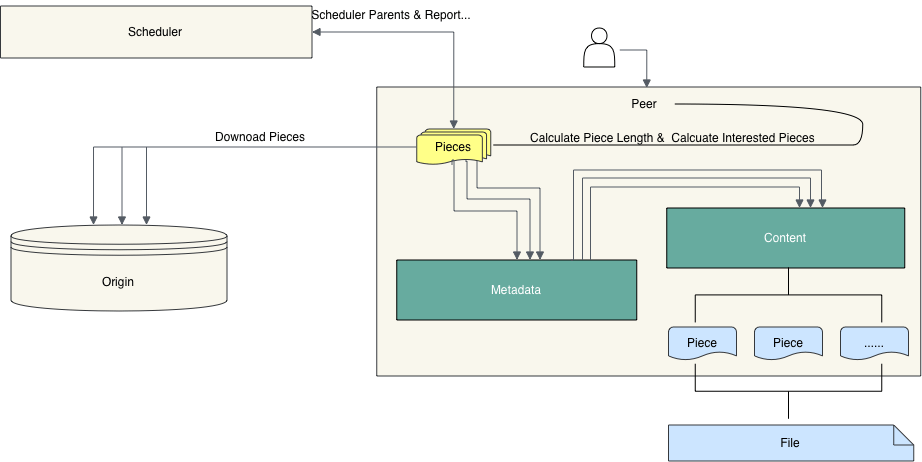 Scheduler Parents & Report...
Scheduler
Peer
Downoad Pieces
Calculate Piece Length &  Calcuate Interested Pieces
Pieces
Content
Origin
Metadata
Piece
Piece
......
File